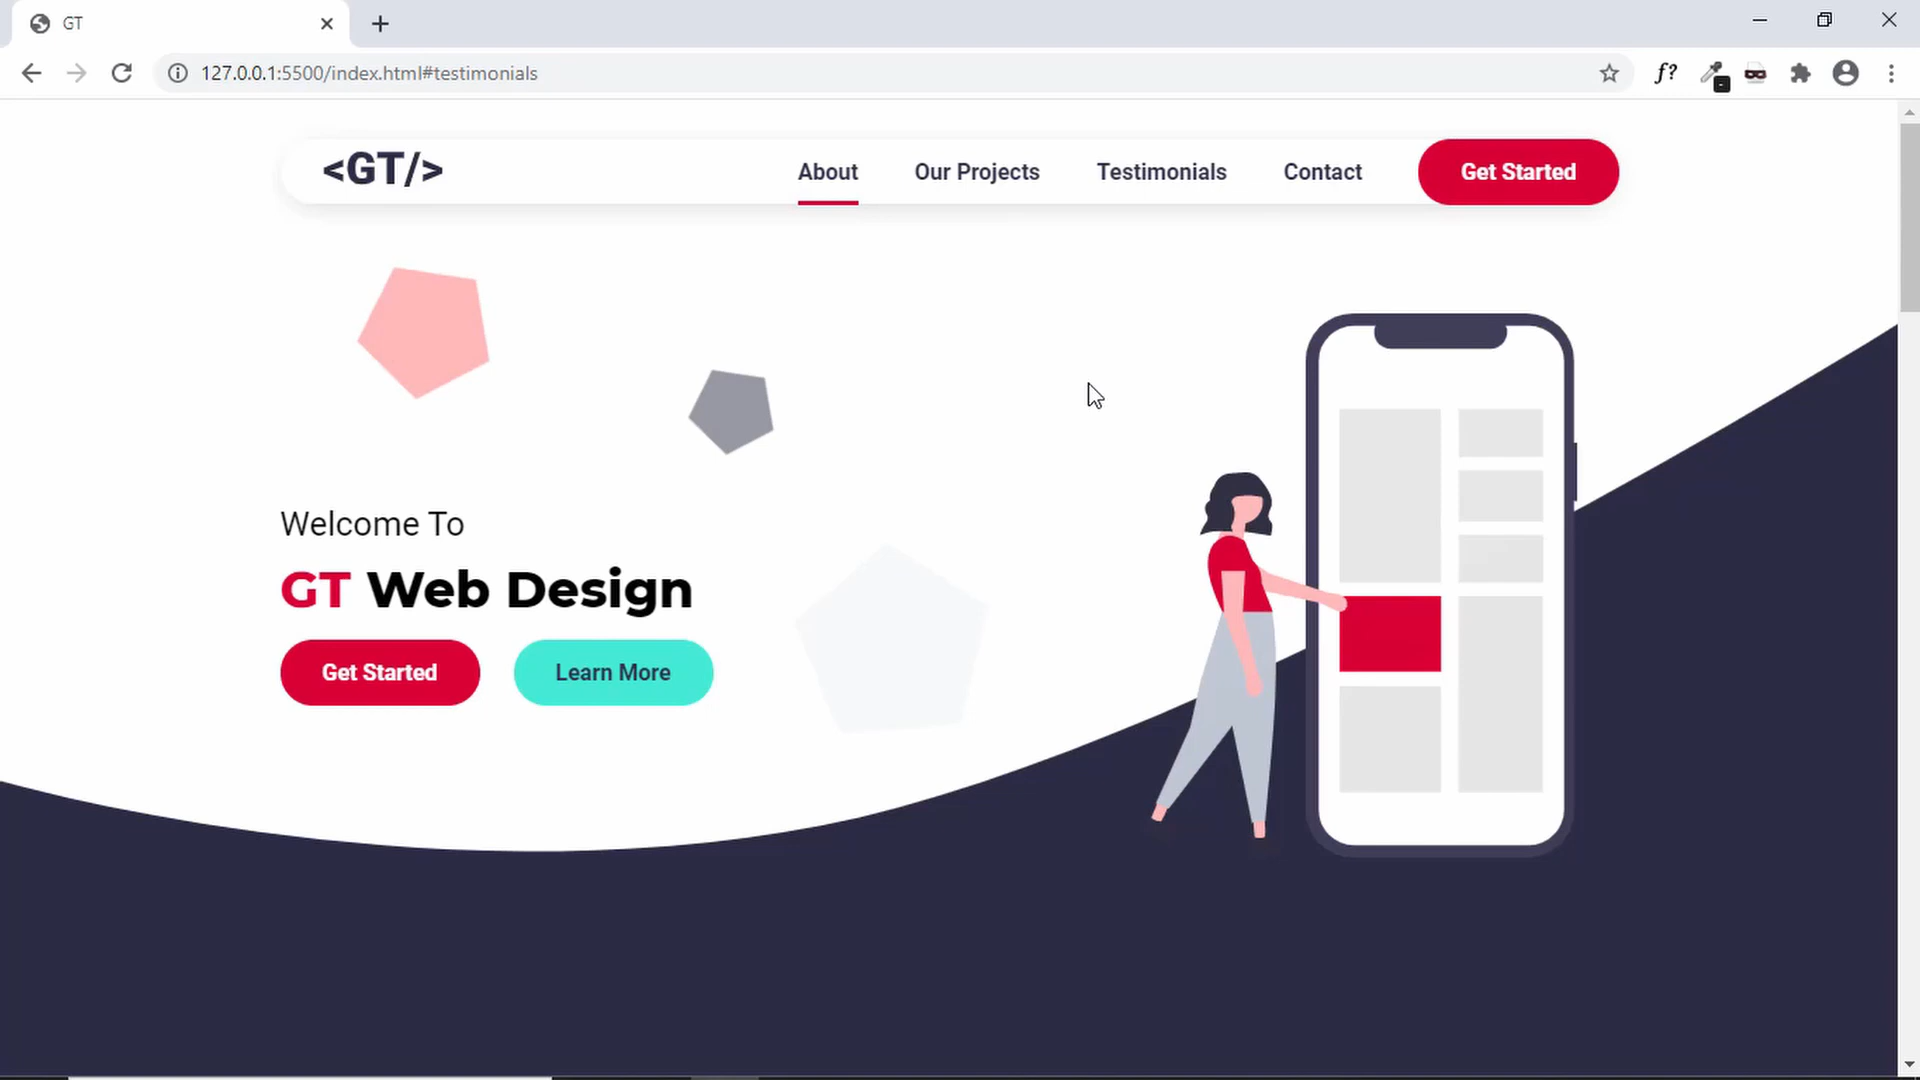 GT
127.0.0.1:5500/index.html#testimonials
f?
<GT/>
About
Our Projects
Testimonials
Contact
Get Started
Welcome To
GT Web Design
Get Started
Learn More